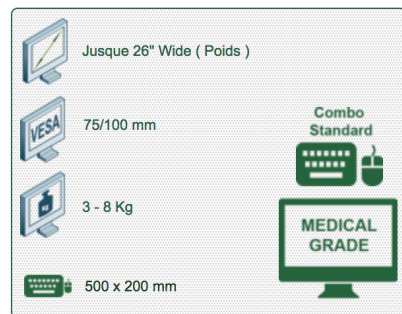 Jusque 26" Wide ( Poids )
VESA
75/100 mm
Combo
Standard
3 - 8 Kg
MEDICAL
GRADE
500 x 200 mm